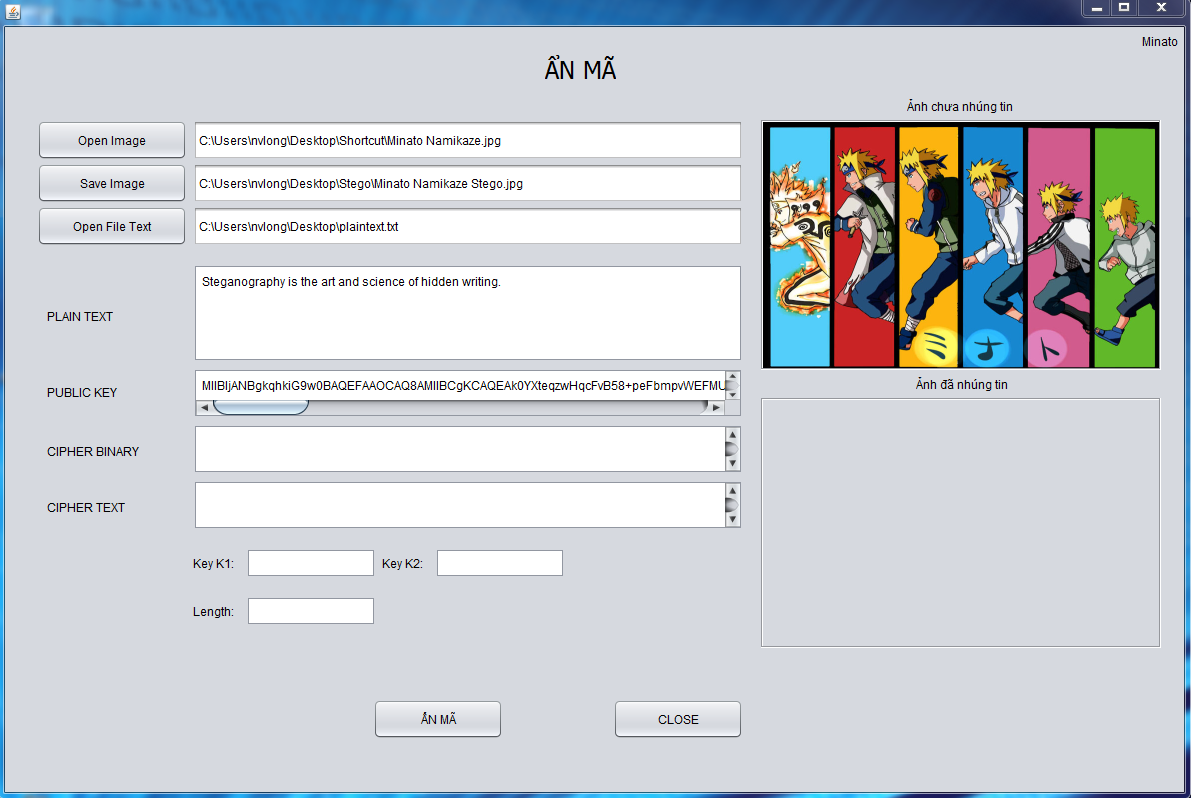 Minato
ẨN MÃ
Ảnh chưa nhúng tin
Open Image
C:\Users\nvlong\Desktop\Shortcut\Minato Namikaze.jpg
Save Image
C:\Users\nvlong\Desktop\Stego\Minato Namikaze Stego.jpg
Open File Text
C:\Users\nvlong\Desktop\plaintext.txt
Steganography is the art and science of hidden writing.
PLAIN TEXT
ミ ナ ト
Ảnh đã nhúng tin
PUBLIC KEY
MIIBIjANBgkqhkiG9w0BAQEFAAOCAQ8AMIIBCgKCAQEAk0YXteqzwHqcFvB58+peFbmpvWEFMU
CIPHER BINARY
CIPHER TEXT
Key K1:
Key K2:
Length:
ẨN MÃ
CLOSE